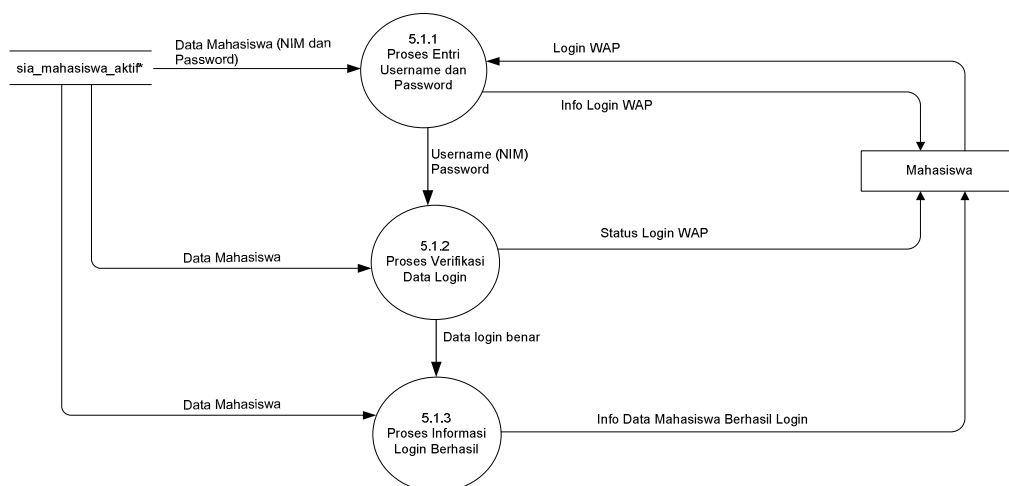 Data Mahasiswa (NIM dan
Password)
sia_mahasiswa_aktif*
5.1.1
Proses Entri
Username dan
Password
Login WAP
Info Login WAP
Username (NIM)
Password
Mahasiswa
5.1.2
Proses Verifikasi
Data Login
Status Login WAP
Data Mahasiswa
Data login benar
Data Mahasiswa
5.1.3
Proses Informasi
Login Berhasil
Info Data Mahasiswa Berhasil Login